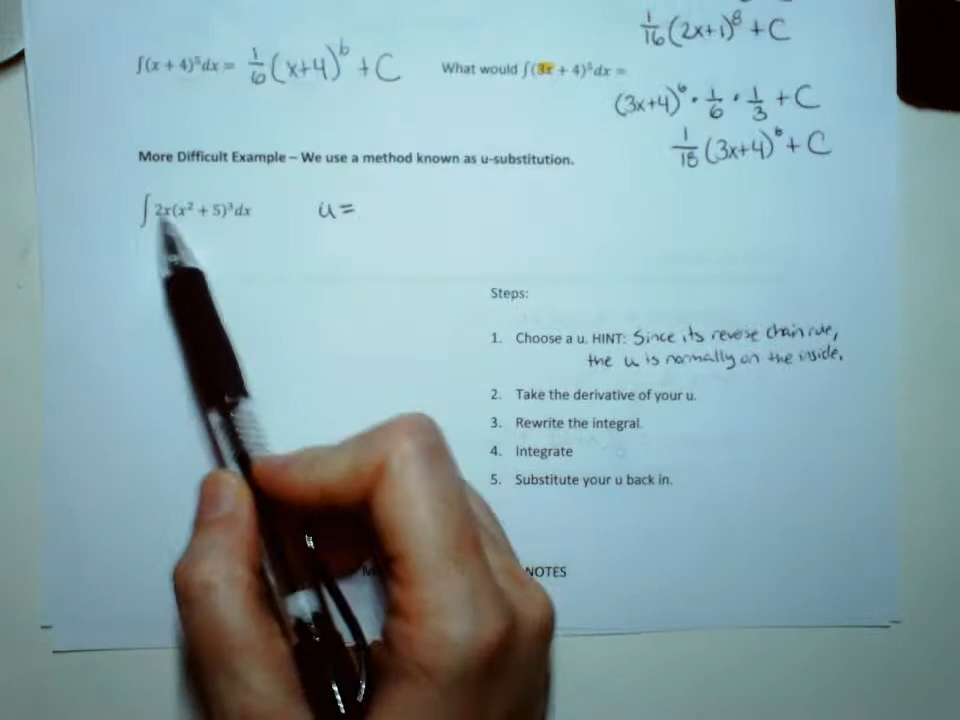 1/16 (2x+1)⁸ + C
∫(x + 4)⁵dx = 1/6 (x+4)⁶ + C
What would ∫(3x + 4)⁵dx =
(3x+4)⁶ · 1/6 · 1/3 + C
1/18 (3x+4)⁶ + C
More Difficult Example – We use a method known as u-substitution.
∫ 2x(x² + 5)³dx u =
Steps:
1. Choose a u. HINT: Since its reverse chain rule,
the u is normally on the inside.
2. Take the derivative of your u.
3. Rewrite the integral.
4. Integrate
5. Substitute your u back in.
NOTES